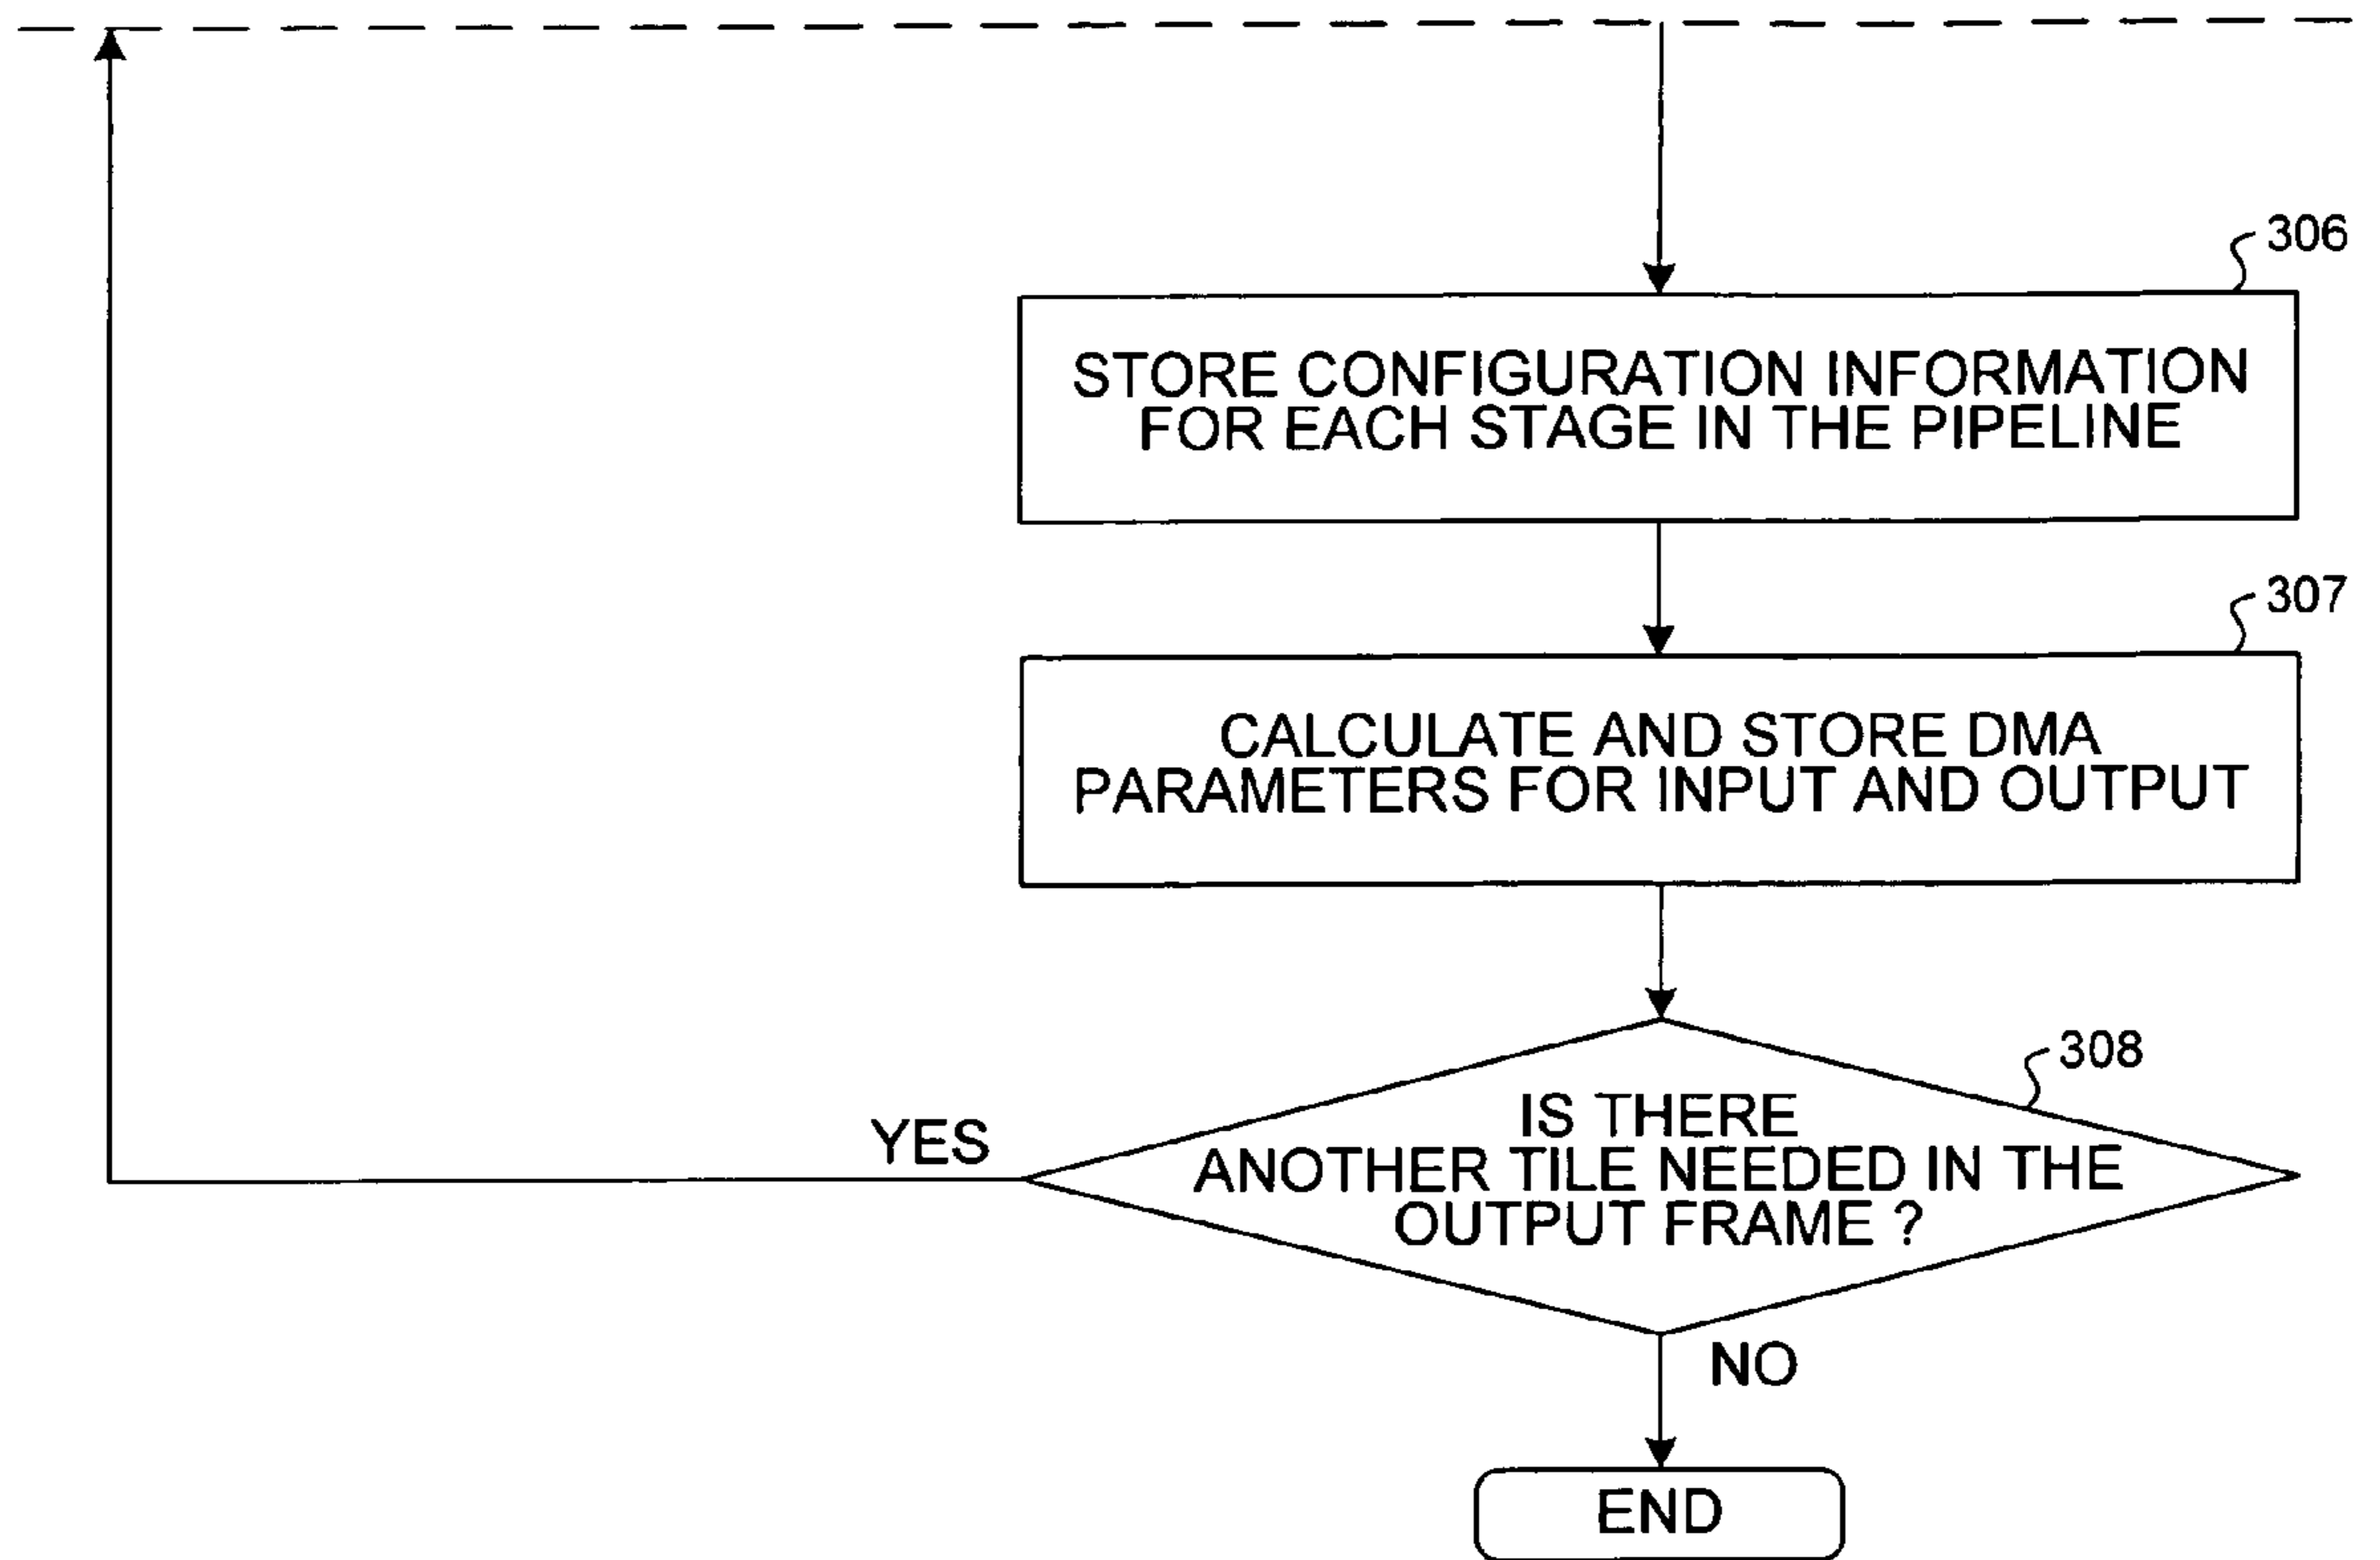 306
STORE CONFIGURATION INFORMATION
FOR EACH STAGE IN THE PIPELINE
307
CALCULATE AND STORE DMA
PARAMETERS FOR INPUT AND OUTPUT
308
IS THERE
ANOTHER TILE NEEDED IN THE
OUTPUT FRAME ?
YES
NO
END